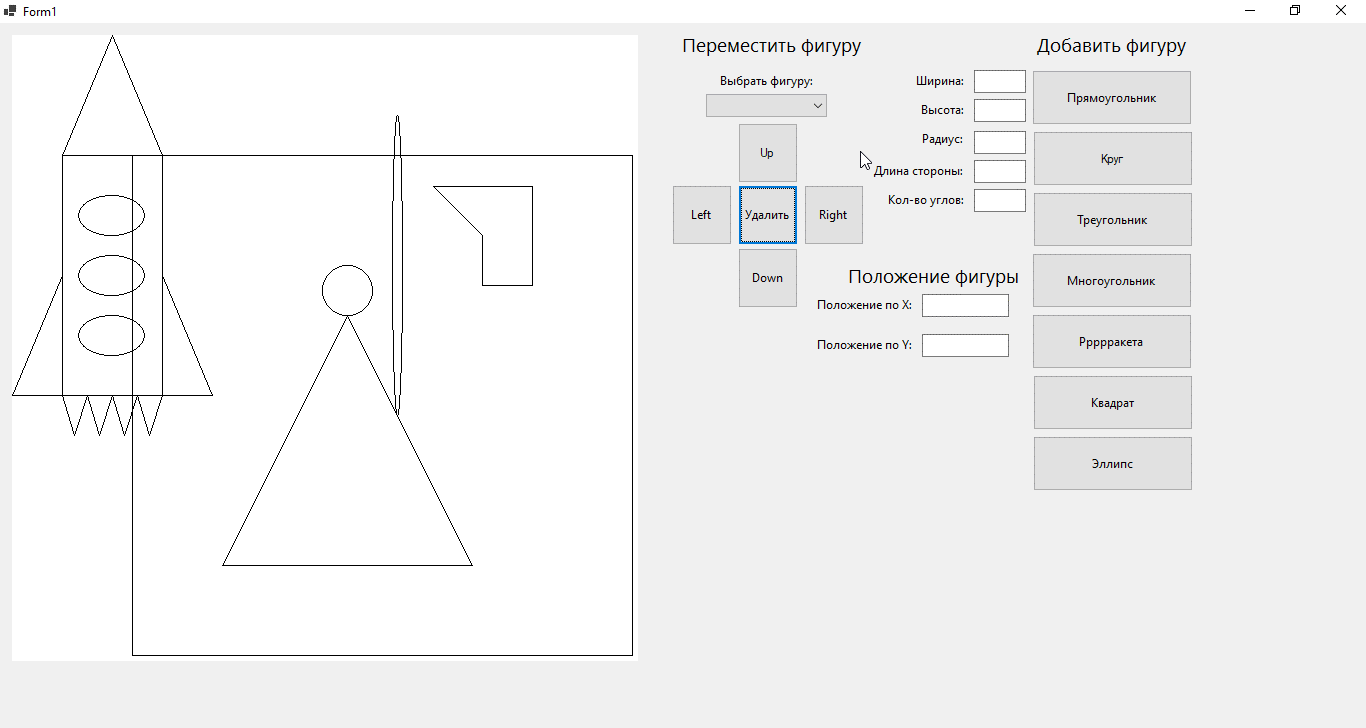 Form1
Переместить фигуру
Добавить фигуру
Выбрать фигуру:
Ширина:
Прямоугольник
Высота:
Up
Радиус:
Круг
Длина стороны:
Кол-во углов:
Left
Удалить
Right
Треугольник
Down
Положение фигуры
Многоугольник
Положение по X:
Положение по Y:
Рррррракета
Квадрат
Эллипс